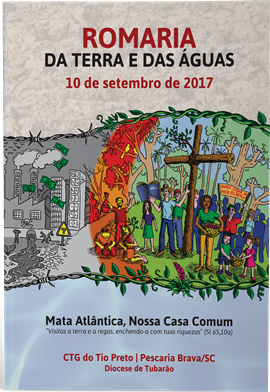 ROMARIA
DA TERRA E DAS ÁGUAS
10 de setembro de 2017
Mata Atlântica, Nossa Casa Comum
"Visitas a terra e a regas, enchendo-a com tuas riquezas" (Sl 65,10a)
CTG do Tio Preto | Pescaria Brava/SC
Diocese de Tubarão